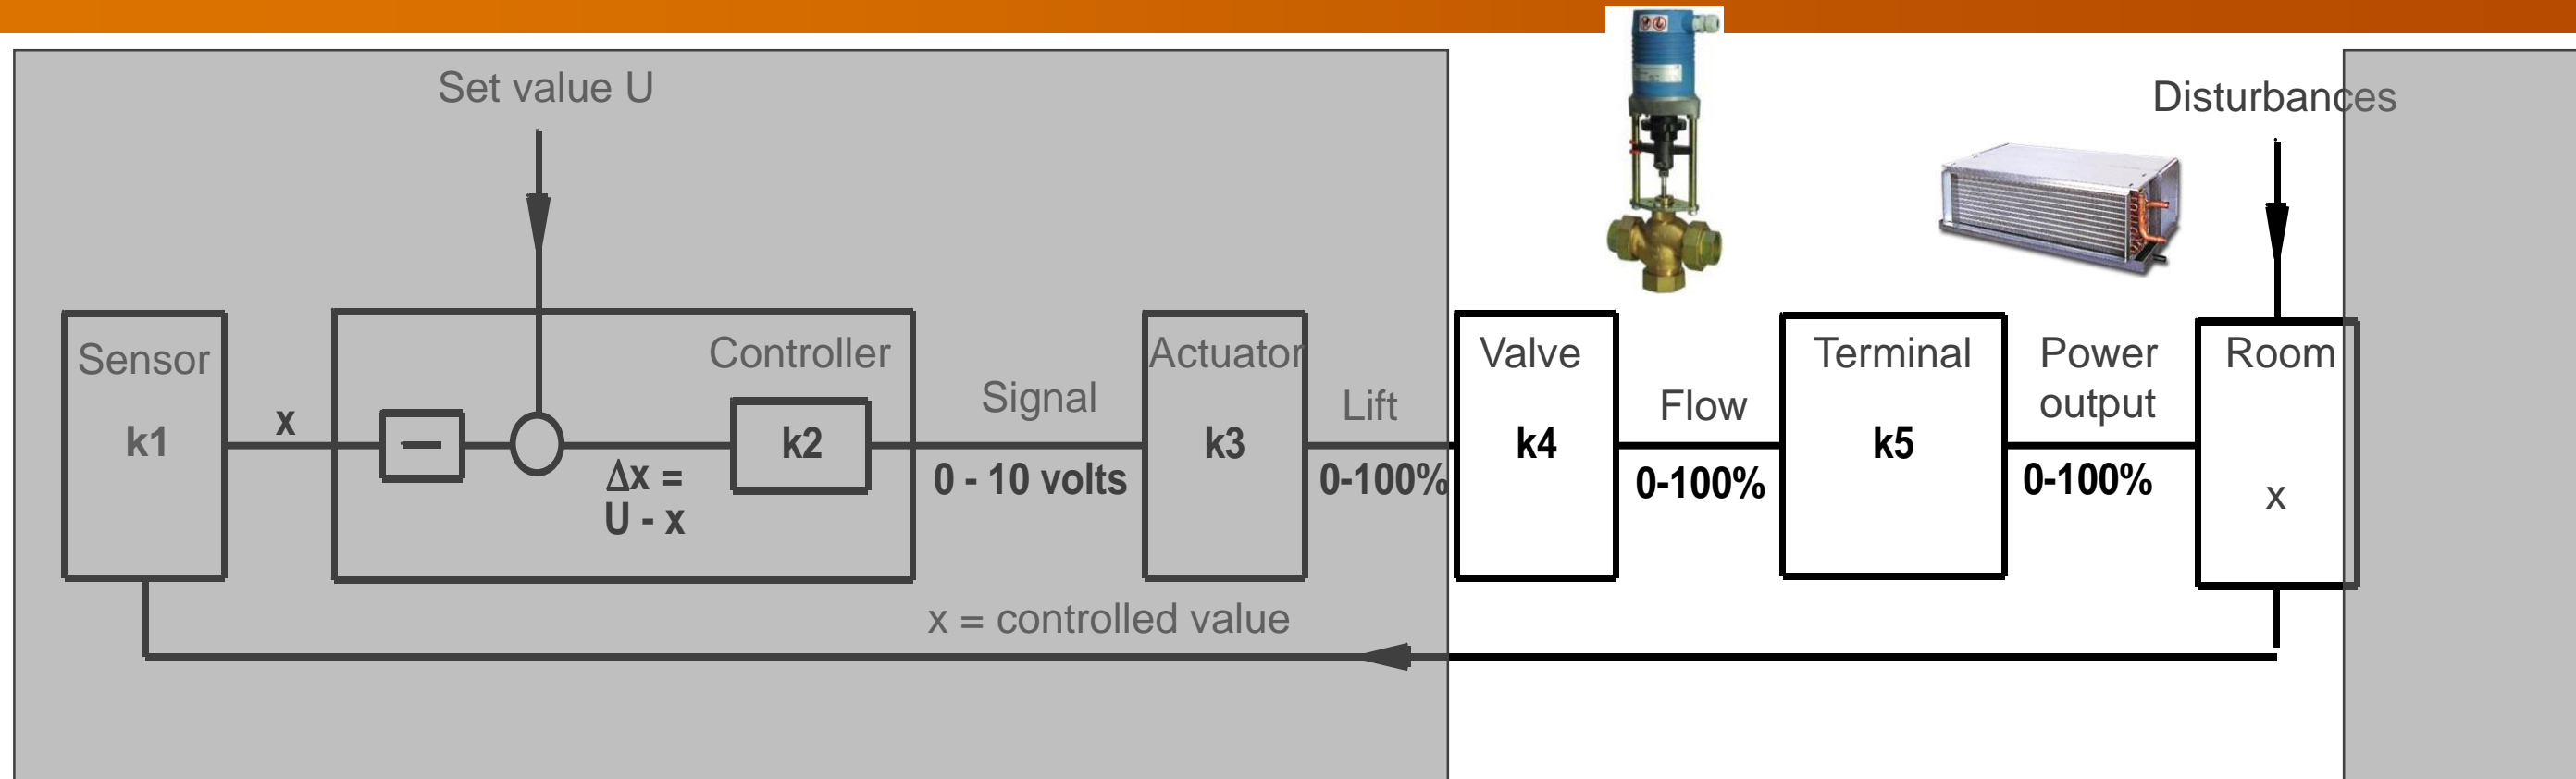 Set value U
Disturbances
Sensor
k1
x
Controller
k2
Δx =
U - x
Signal
0 - 10 volts
Actuator
k3
Lift
0-100%
Valve
k4
Flow
0-100%
Terminal
k5
Power
output
0-100%
Room
x
x = controlled value